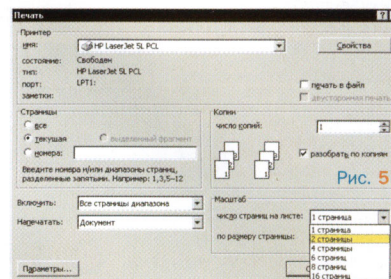 Печать
Принтер
имя:
HP LaserJet 5L PCL
Свойства
состояние:
Свободен
тип:
HP LaserJet 5L PCL
порт:
LPT1:
заметки:
печать в файл
двусторонняя печать
Страницы
все
текущая
выделенный фрагмент
номера:
Введите номера и/или диапазоны страниц,
разделенные запятыми. Например: 1,3,5–12
Копии
число копий:
1
разобрать по копиям
Рис. 5
Включить:
Все страницы диапазона
Напечатать:
Документ
Масштаб
число страниц на листе:
1 страница
по размеру страницы:
1 страница
2 страницы
4 страницы
6 страниц
8 страниц
16 страниц
Параметры...